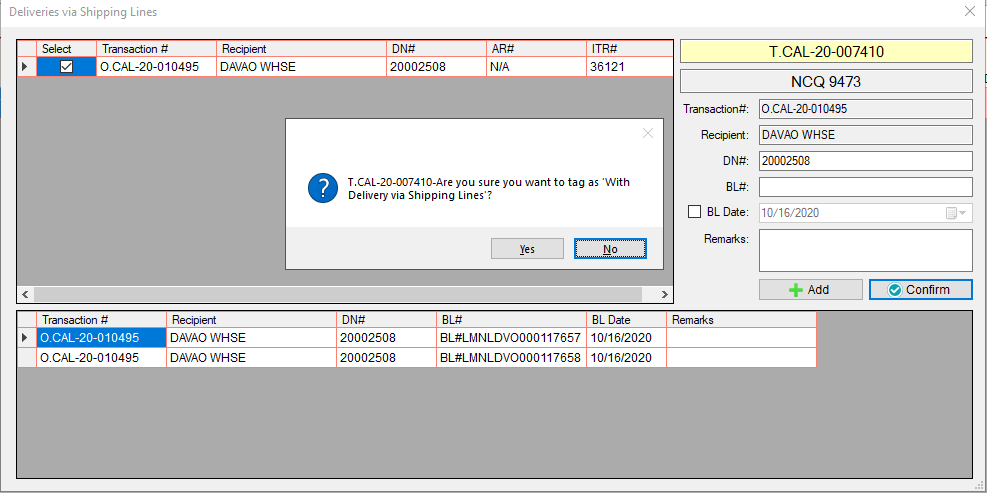 Deliveries via Shipping Lines
Select Transaction # Recipient DN# AR# ITR#
O.CAL-20-010495 DAVAO WHSE 20002508 N/A 36121
T.CAL-20-007410-Are you sure you want to tag as 'With
Delivery via Shipping Lines'?
Yes No
T.CAL-20-007410
NCQ 9473
Transaction#: O.CAL-20-010495
Recipient: DAVAO WHSE
DN#: 20002508
BL#:
BL Date: 10/16/2020
Remarks:
Add Confirm
Transaction # Recipient DN# BL# BL Date Remarks
O.CAL-20-010495 DAVAO WHSE 20002508 BL#LMNLDVO000117657 10/16/2020
O.CAL-20-010495 DAVAO WHSE 20002508 BL#LMNLDVO000117658 10/16/2020